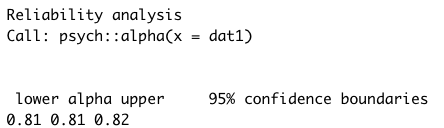 Reliability analysis
Call: psych::alpha(x = dat1)
lower alpha upper     95% confidence boundaries
0.81 0.81 0.82